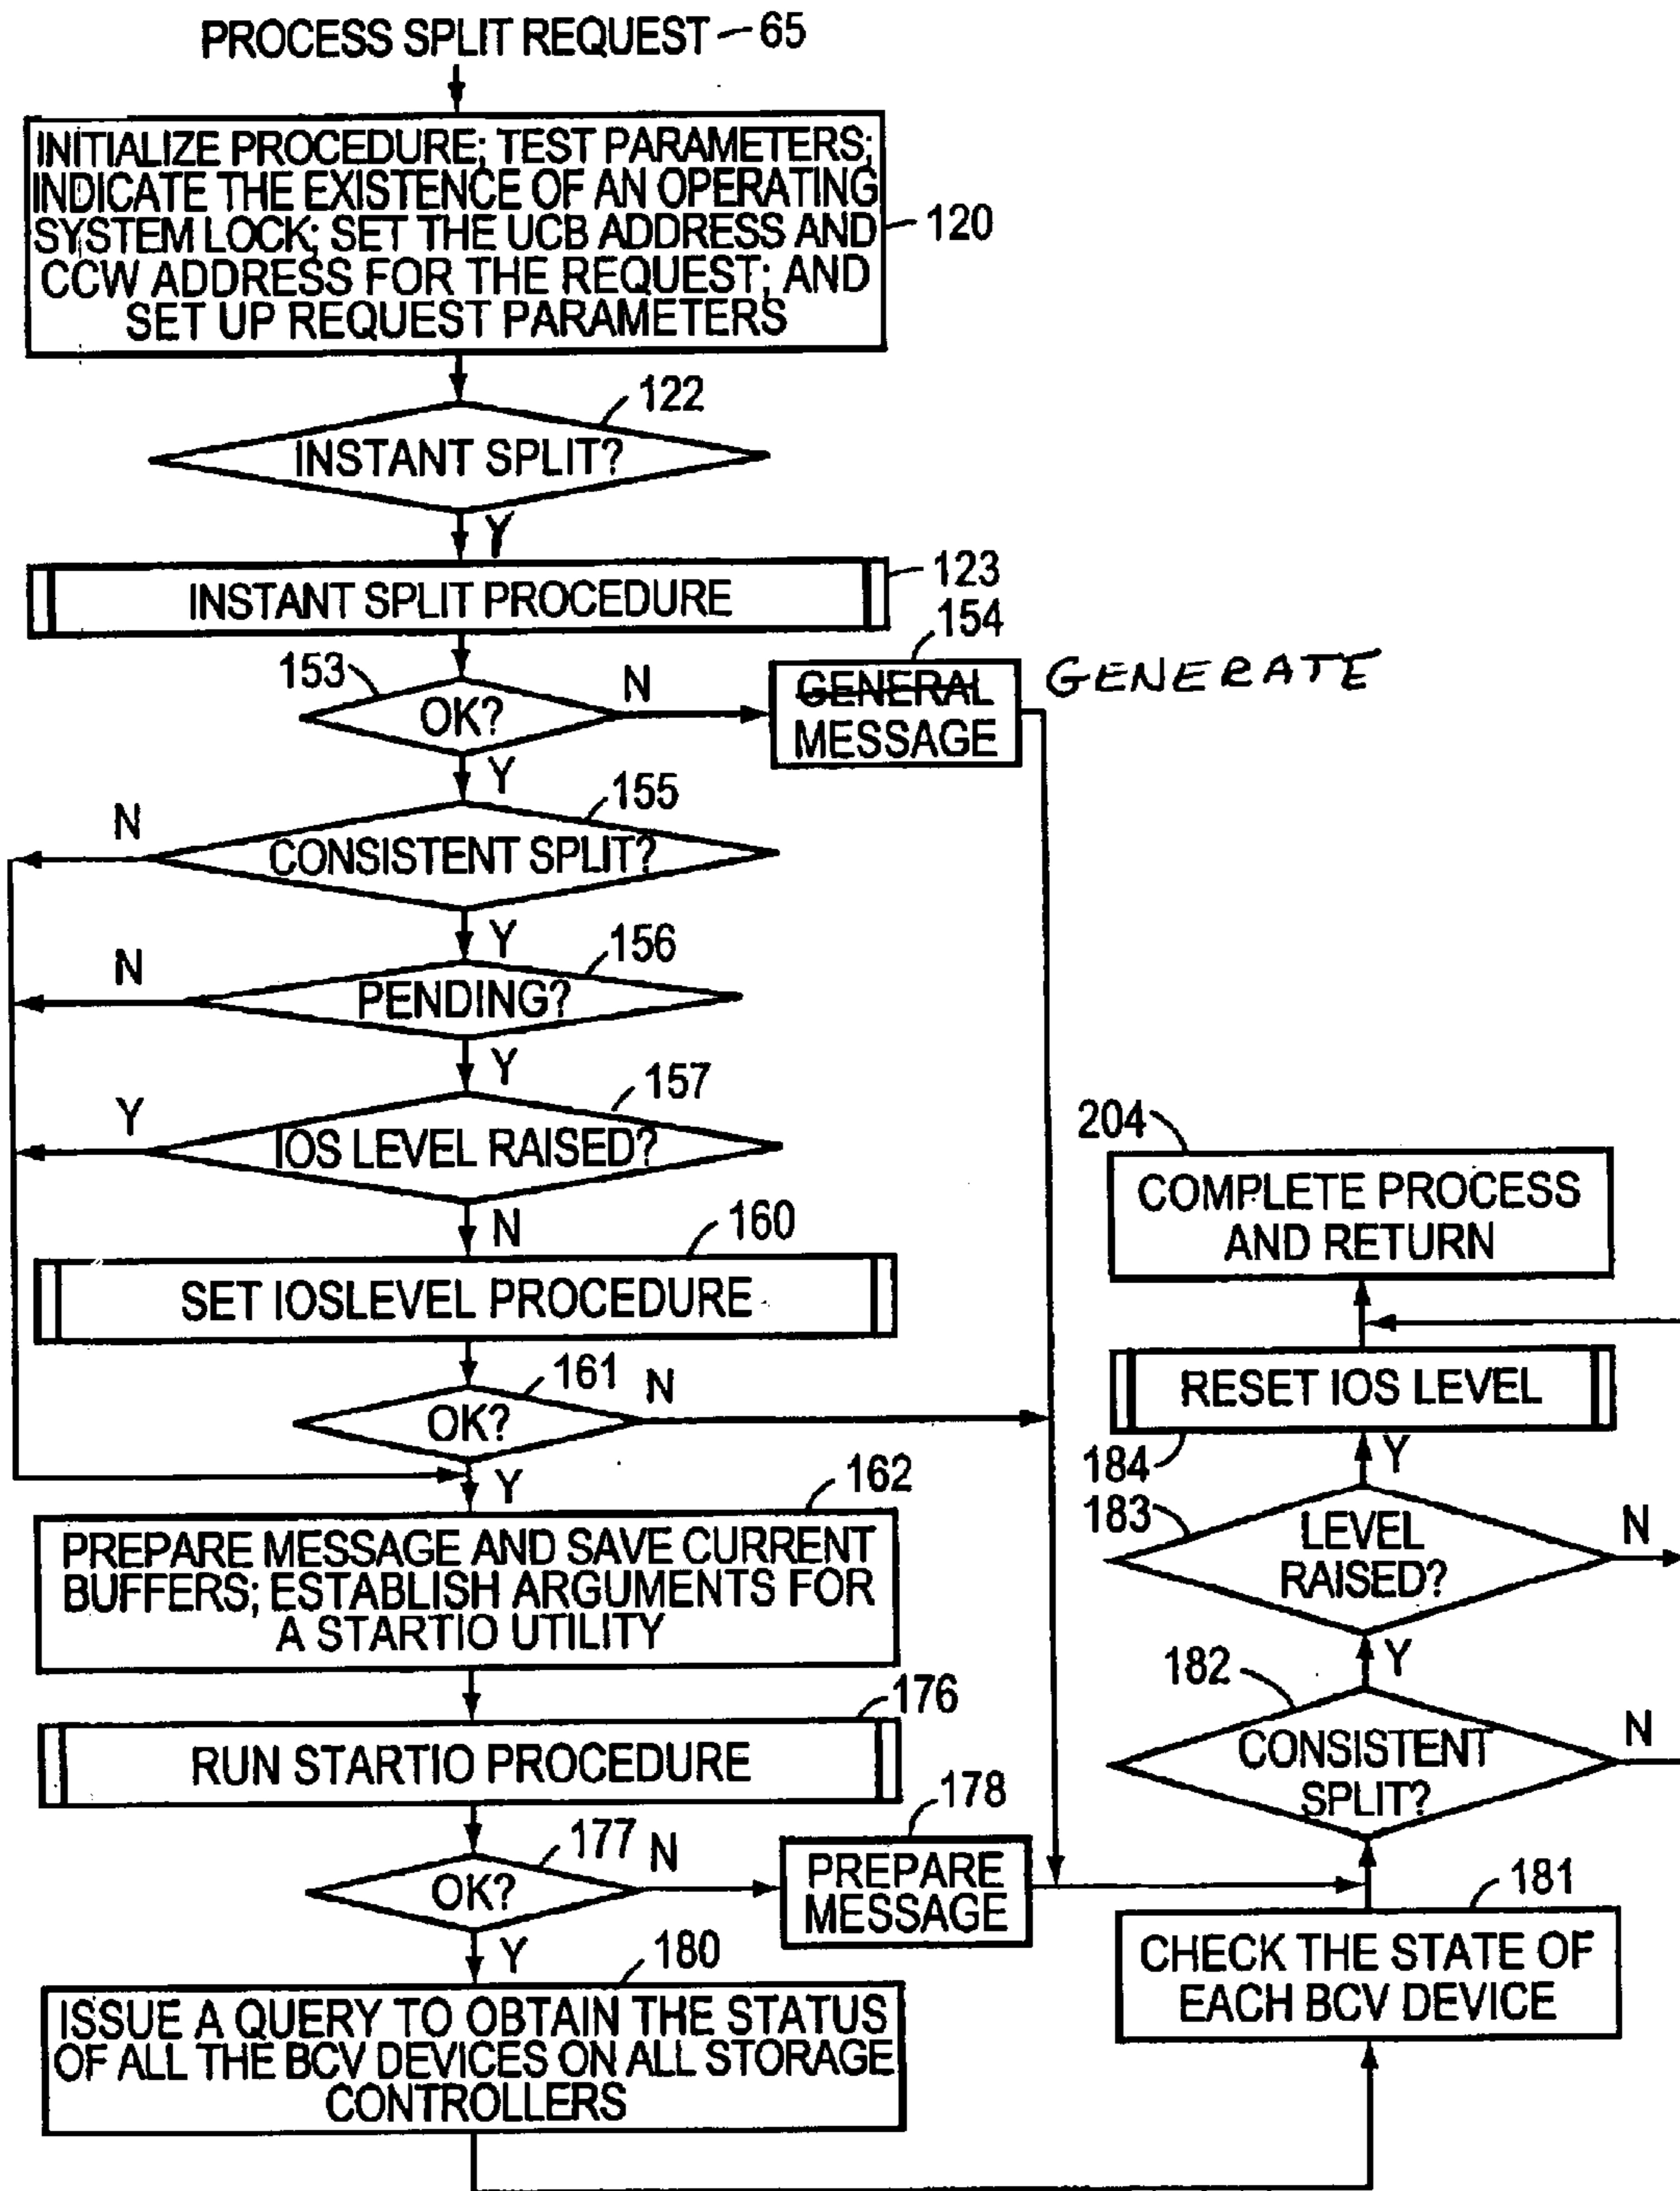 PROCESS SPLIT REQUEST 65
INITIALIZE PROCEDURE; TEST PARAMETERS;
INDICATE THE EXISTENCE OF AN OPERATING
SYSTEM LOCK; SET THE UCB ADDRESS AND
CCW ADDRESS FOR THE REQUEST; AND
SET UP REQUEST PARAMETERS
120
122
INSTANT SPLIT?
Y
INSTANT SPLIT PROCEDURE
123
154
153
OK?
N
GENERAL
MESSAGE
GENERATE
Y
155
N
CONSISTENT SPLIT?
Y
156
N
PENDING?
Y
157
Y
IOS LEVEL RAISED?
N
160
SET IOSLEVEL PROCEDURE
161
N
OK?
Y
162
PREPARE MESSAGE AND SAVE CURRENT
BUFFERS; ESTABLISH ARGUMENTS FOR
A STARTIO UTILITY
176
RUN STARTIO PROCEDURE
177
N
OK?
178
PREPARE
MESSAGE
Y
180
ISSUE A QUERY TO OBTAIN THE STATUS
OF ALL THE BCV DEVICES ON ALL STORAGE
CONTROLLERS
204
COMPLETE PROCESS
AND RETURN
RESET IOS LEVEL
184
Y
183
LEVEL
RAISED?
N
Y
182
CONSISTENT
SPLIT?
N
181
CHECK THE STATE OF
EACH BCV DEVICE